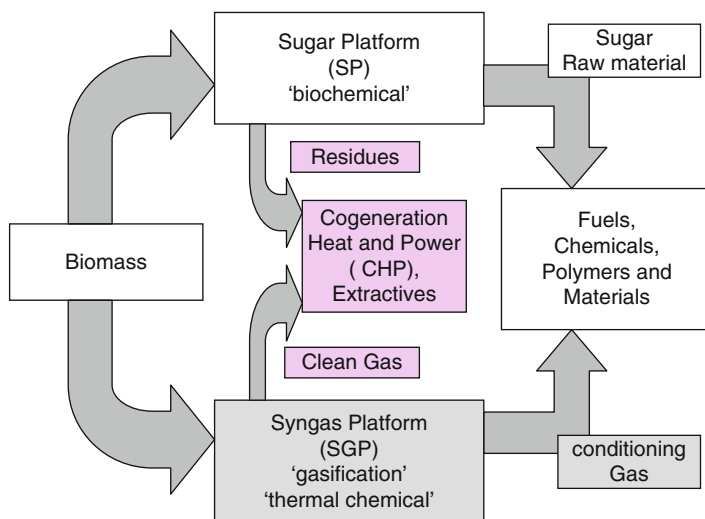 Sugar Platform
(SP)
‘biochemical’
Sugar
Raw material
Residues
Biomass
Cogeneration
Heat and Power
( CHP),
Extractives
Fuels,
Chemicals,
Polymers and
Materials
Clean Gas
Syngas Platform
(SGP)
‘gasification’
‘thermal chemical’
conditioning
Gas